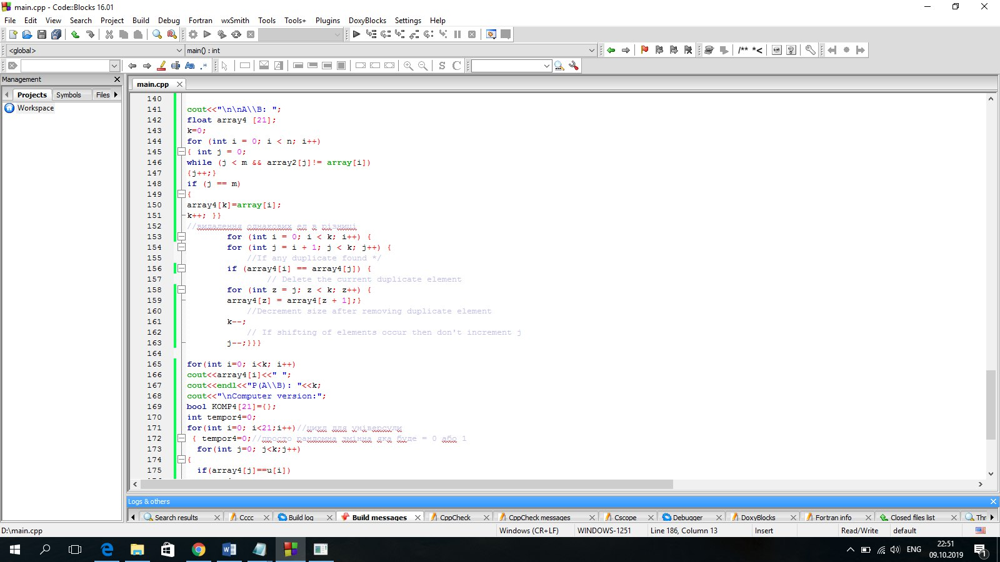 main.cpp - Code::Blocks 16.01
File Edit View Search Project Build Debug Fortran wxSmith Tools Tools+ Plugins DoxyBlocks Settings Help
<global> main() : int
/** *<
Aa .* S C
Management
main.cpp
Projects Symbols Files
Workspace
140
141 cout<<"\n\nA\\B: ";
142 float array4 [21];
143 k=0;
144 for (int i = 0; i < n; i++)
145 { int j = 0;
146 while (j < m && array2[j]!= array[i])
147 {j++;}
148 if (j == m)
149 {
150 array4[k]=array[i];
151 k++; }}
152 //видалення однакових ел в різниці
153 for (int i = 0; i < k; i++) {
154 for (int j = i + 1; j < k; j++) {
155 //If any duplicate found */
156 if (array4[i] == array4[j]) {
157 // Delete the current duplicate element
158 for (int z = j; z < k; z++) {
159 array4[z] = array4[z + 1];}
160 //Decrement size after removing duplicate element
161 k--;
162 // If shifting of elements occur then don't increment j
163 j--;}}}
164
165 for(int i=0; i<k; i++)
166 cout<<array4[i]<<" ";
167 cout<<endl<<"P(A\\B): "<<k;
168 cout<<"\nComputer version:";
169 bool KOMP4[21]={};
170 int tempor4=0;
171 for(int i=0; i<21;i++)//цикл для універсули
172 { tempor4=0;//просто рандомна змінна яка буде = 0 або 1
173 for(int j=0; j<k;j++)
174 {
175 if(array4[j]==u[i])
Logs & others
Search results Cccc Build log Build messages CppCheck CppCheck messages Cscope Debugger DoxyBlocks Fortran info Closed files list Thr
D:\main.cpp Windows (CR+LF) WINDOWS-1251 Line 186, Column 13 Insert Read/Write default
ENG 22:51
09.10.2019
1